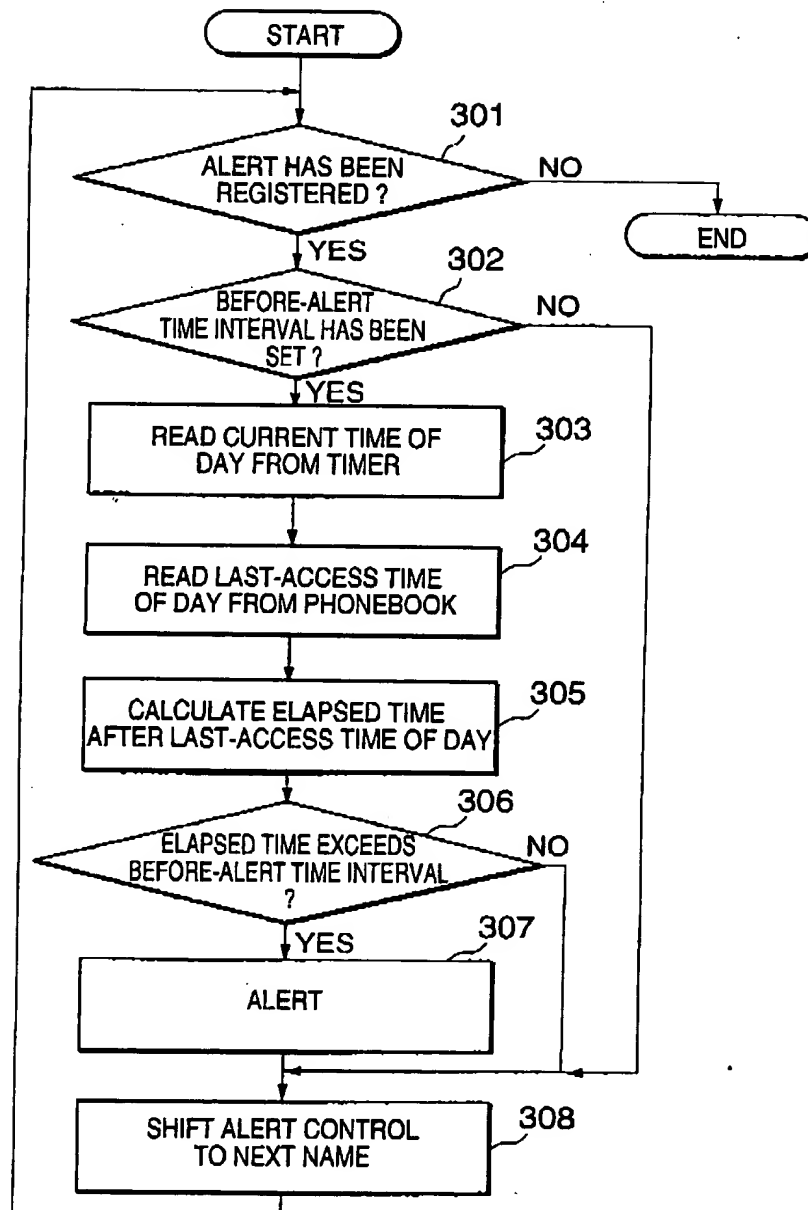 START
301
ALERT HAS BEEN
REGISTERED ?
NO
END
YES
302
BEFORE-ALERT
TIME INTERVAL HAS BEEN
SET ?
NO
YES
303
READ CURRENT TIME OF
DAY FROM TIMER
304
READ LAST-ACCESS TIME
OF DAY FROM PHONEBOOK
305
CALCULATE ELAPSED TIME
AFTER LAST-ACCESS TIME OF DAY
306
ELAPSED TIME EXCEEDS
BEFORE-ALERT TIME INTERVAL
?
NO
YES
307
ALERT
308
SHIFT ALERT CONTROL
TO NEXT NAME